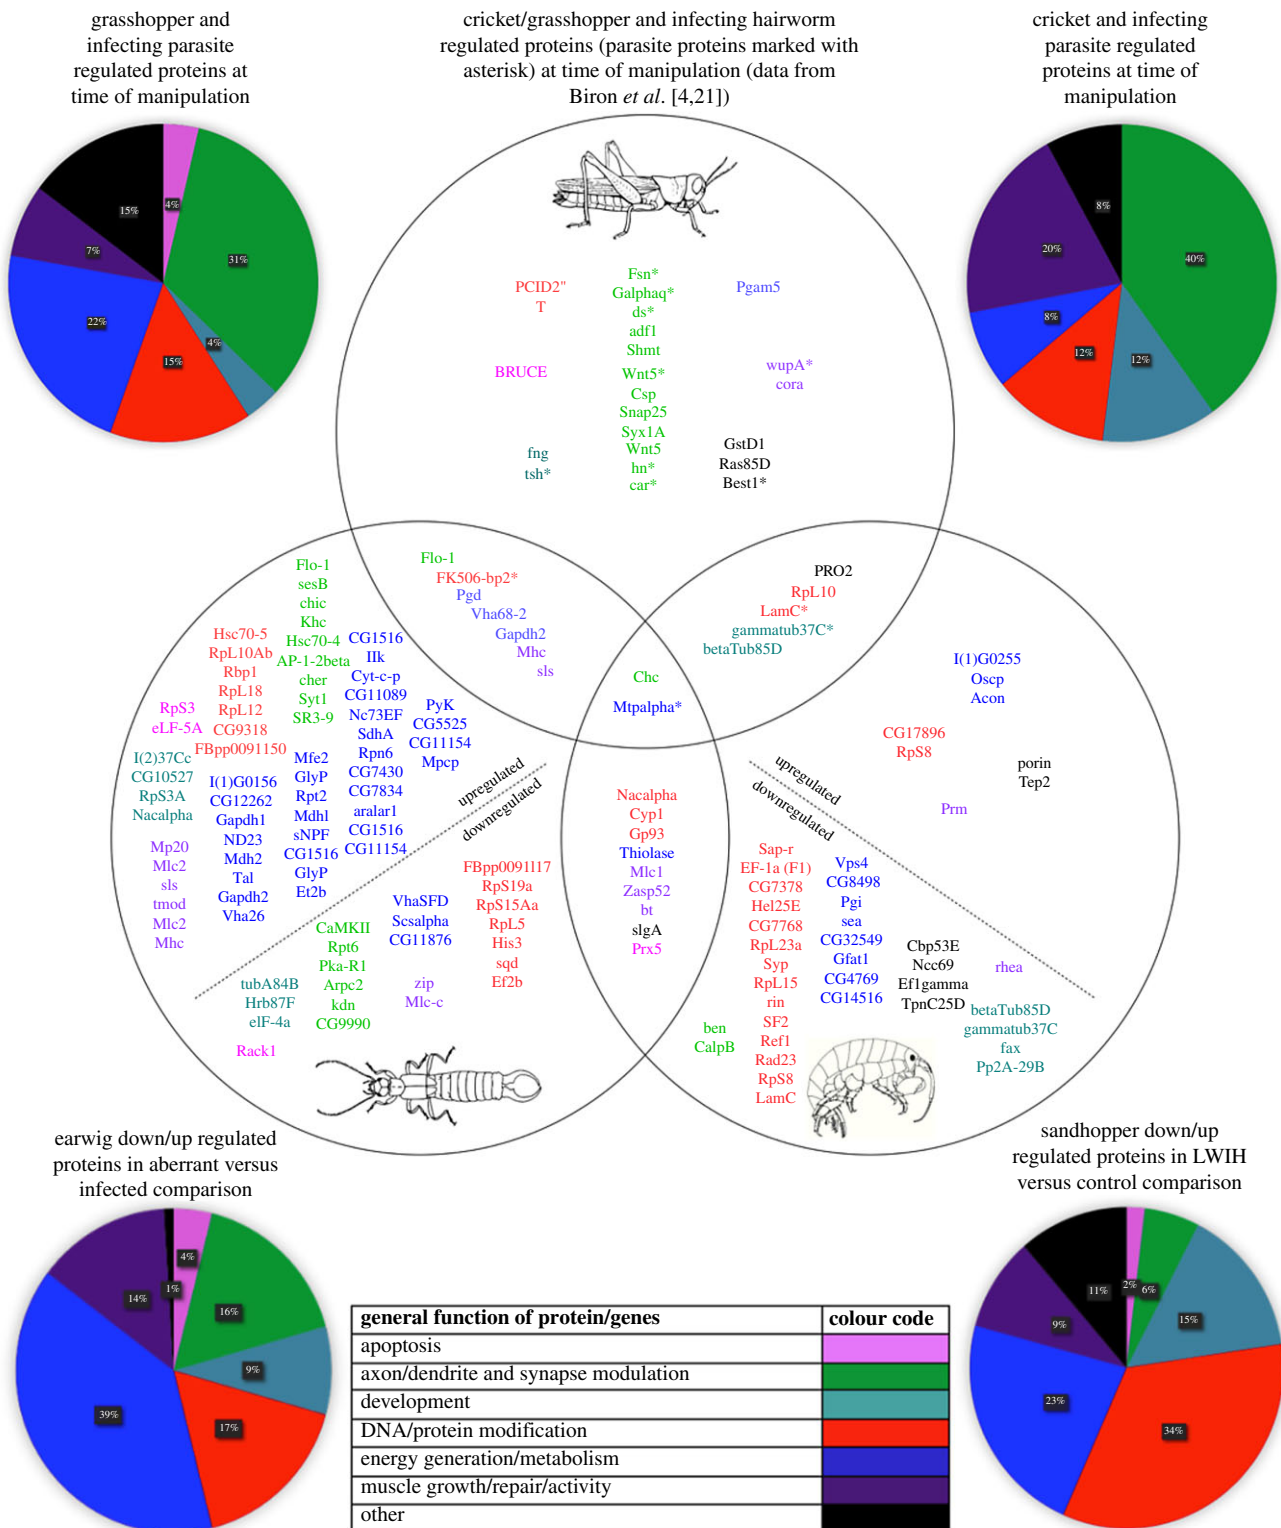 grasshopper and
infecting parasite
regulated proteins at
time of manipulation
cricket/grasshopper and infecting hairworm
regulated proteins (parasite proteins marked with
asterisk) at time of manipulation (data from
Biron et al. [4,21])
cricket and infecting
parasite regulated
proteins at time of
manipulation
4%
31%
4%
15%
22%
7%
15%
40%
12%
12%
8%
20%
8%
PCID2"
T
BRUCE
fng
tsh*
Fsn*
Galphaq*
ds*
adf1
Shmt
Wnt5*
Csp
Snap25
Syx1A
Wnt5
hn*
car*
Pgam5
wupA*
cora
GstD1
Ras85D
Best1*
Flo-1
FK506-bp2*
Pgd
Vha68-2
Gapdh2
Mhc
sls
PRO2
RpL10
LamC*
gammatub37C*
betaTub85D
Chc
Mtpalpha*
Flo-1
sesB
chic
Khc
Hsc70-4
AP-1-2beta
cher
Syt1
SR3-9
Hsc70-5
RpL10Ab
Rbp1
RpL18
RpL12
CG9318
FBpp0091150
RpS3
eLF-5A
I(2)37Cc
CG10527
RpS3A
Nacalpha
Mp20
Mlc2
sls
tmod
Mlc2
Mhc
I(1)G0156
CG12262
Gapdh1
ND23
Mdh2
Tal
Gapdh2
Vha26
Mfe2
GlyP
Rpt2
Mdhl
sNPF
CG1516
GlyP
Et2b
CG1516
IIk
Cyt-c-p
CG11089
Nc73EF
SdhA
Rpn6
CG7430
CG7834
aralar1
CG1516
CG11154
PyK
CG5525
CG11154
Mpcp
upregulated
downregulated
tubA84B
Hrb87F
elF-4a
Rack1
CaMKII
Rpt6
Pka-R1
Arpc2
kdn
CG9990
VhaSFD
Scsalpha
CG11876
zip
Mlc-c
FBpp0091117
RpS19a
RpS15Aa
RpL5
His3
sqd
Ef2b
Nacalpha
Cyp1
Gp93
Thiolase
Mlc1
Zasp52
bt
slgA
Prx5
I(1)G0255
Oscp
Acon
CG17896
RpS8
porin
Tep2
Prm
upregulated
downregulated
Sap-r
EF-1a (F1)
CG7378
Hel25E
CG7768
RpL23a
Syp
RpL15
rin
SF2
Ref1
Rad23
RpS8
LamC
ben
CalpB
Vps4
CG8498
Pgi
sea
CG32549
Gfat1
CG4769
CG14516
Cbp53E
Ncc69
Ef1gamma
TpnC25D
rhea
betaTub85D
gammatub37C
fax
Pp2A-29B
earwig down/up regulated
proteins in aberrant versus
infected comparison
sandhopper down/up
regulated proteins in LWIH
versus control comparison
4%
16%
9%
17%
39%
14%
1%
2%
6%
15%
34%
23%
9%
11%
general function of protein/genes colour code
apoptosis
axon/dendrite and synapse modulation
development
DNA/protein modification
energy generation/metabolism
muscle growth/repair/activity
other